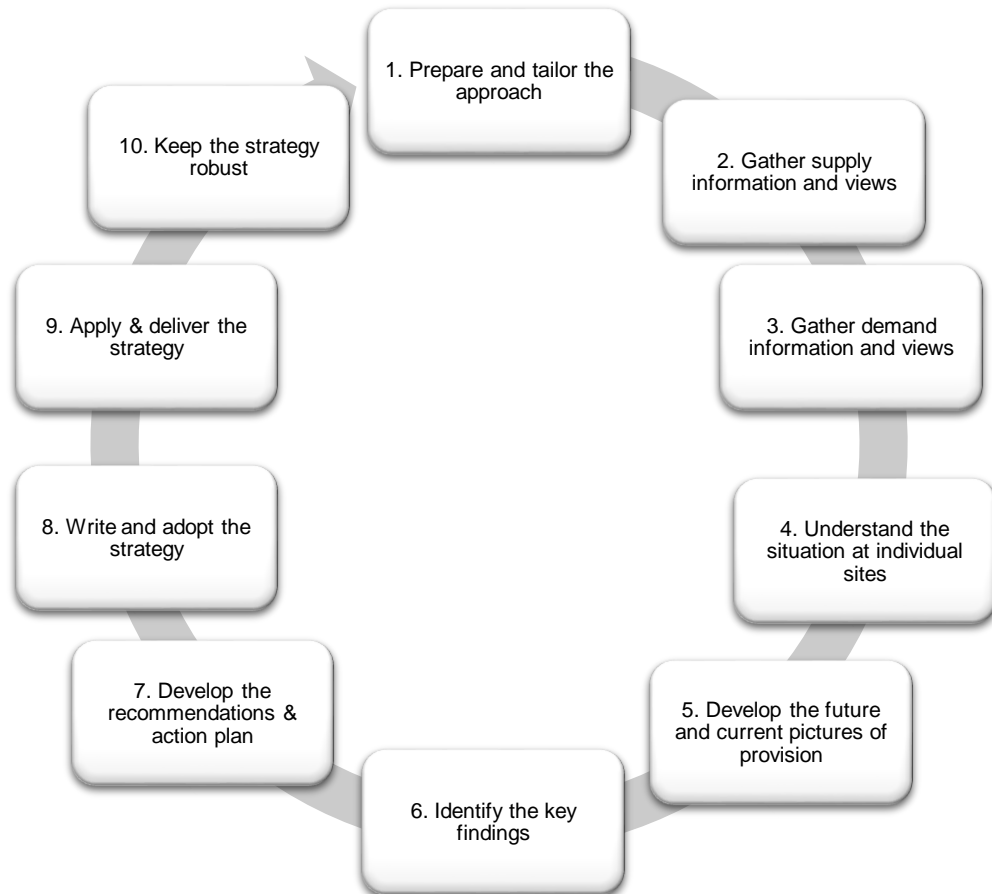 1. Prepare and tailor the
approach
2. Gather supply
information and views
3. Gather demand
information and views
4. Understand the
situation at individual
sites
5. Develop the future
and current pictures of
provision
6. Identify the key
findings
7. Develop the
recommendations &
action plan
8. Write and adopt the
strategy
9. Apply & deliver the
strategy
10. Keep the strategy
robust